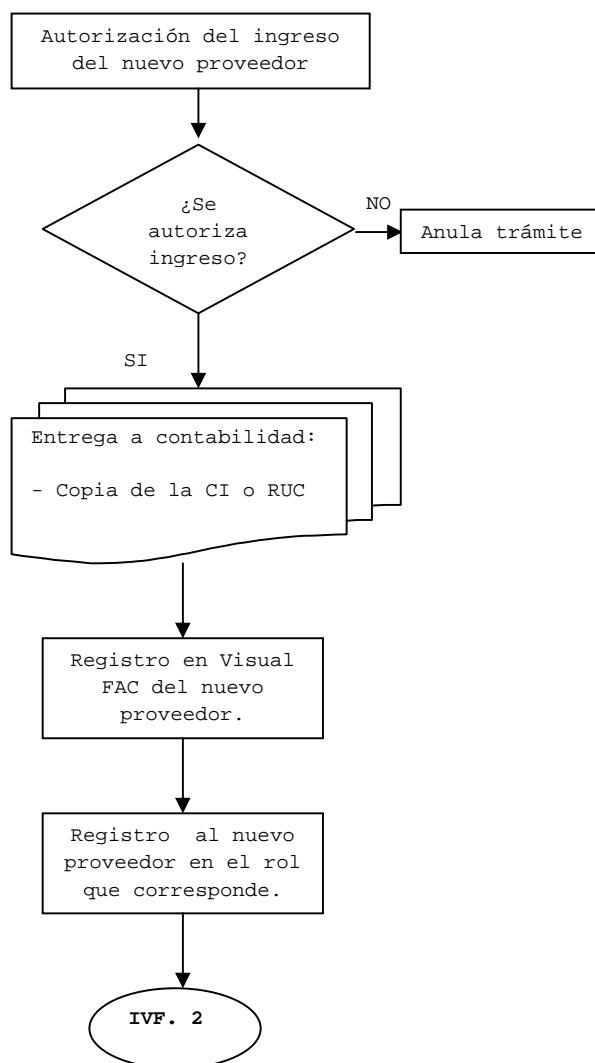 Autorización del ingreso
del nuevo proveedor
¿Se
autoriza
ingreso?
NO
Anula trámite
SI
Entrega a contabilidad:
- Copia de la CI o RUC
Registro en Visual
FAC del nuevo
proveedor.
Registro al nuevo
proveedor en el rol
que corresponde.
IVF. 2